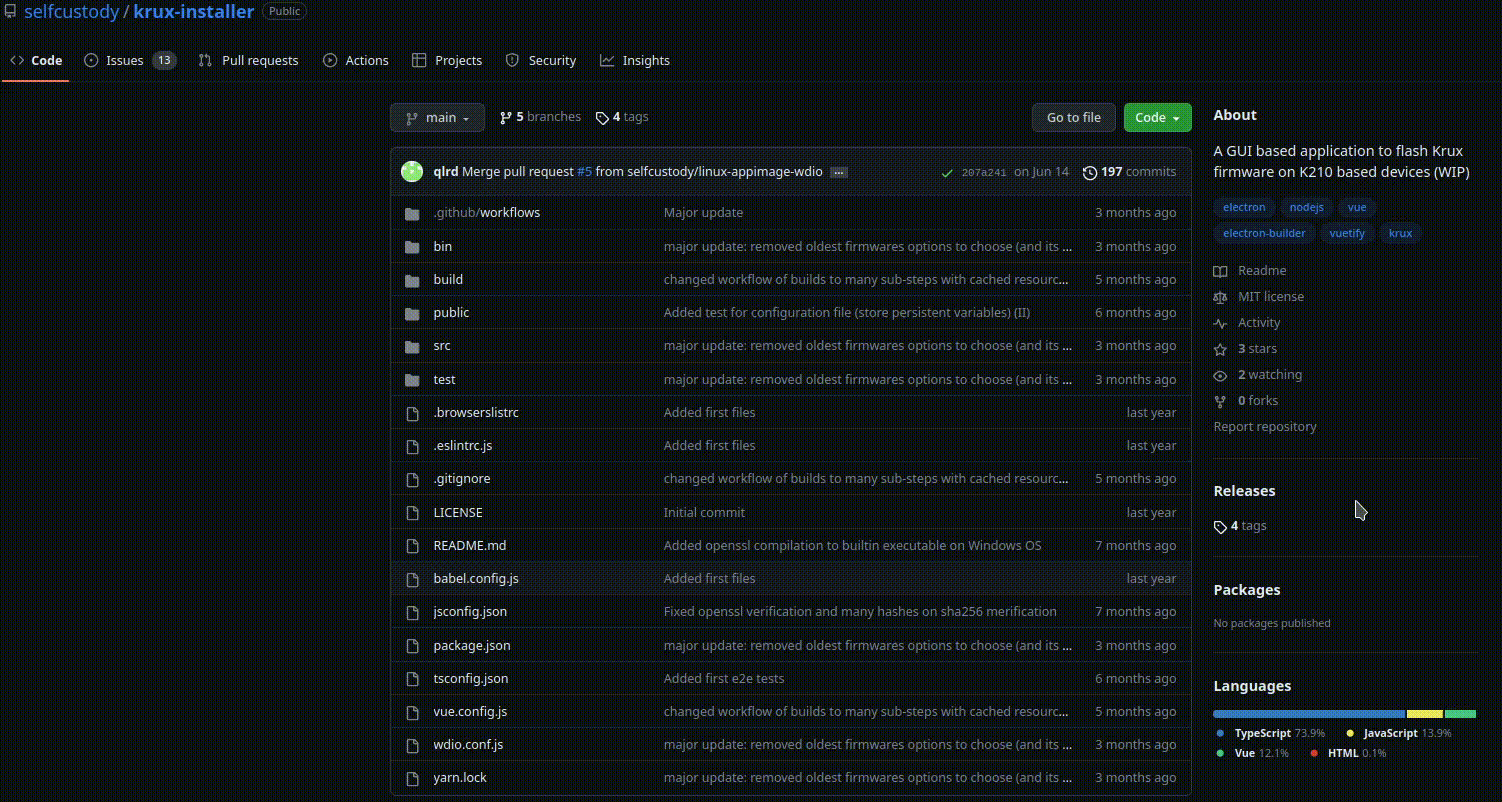 selfcustody / krux-installer Public
Code Issues 13 Pull requests Actions Projects Security Insights
main 5 branches 4 tags Go to file Code
qlrd Merge pull request #5 from selfcustody/linux-appimage-wdio ... 207a241 on Jun 14 197 commits
.github/workflows Major update 3 months ago
bin major update: removed oldest firmwares options to choose (and its ... 3 months ago
build changed workflow of builds to many sub-steps with cached resourc... 5 months ago
public Added test for configuration file (store persistent variables) (II) 6 months ago
src major update: removed oldest firmwares options to choose (and its ... 3 months ago
test major update: removed oldest firmwares options to choose (and its ... 3 months ago
.browserslistrc Added first files last year
.eslintrc.js Added first files last year
.gitignore changed workflow of builds to many sub-steps with cached resourc... 5 months ago
LICENSE Initial commit last year
README.md Added openssl compilation to builtin executable on Windows OS 7 months ago
babel.config.js Added first files last year
jsconfig.json Fixed openssl verification and many hashes on sha256 merification 7 months ago
package.json major update: removed oldest firmwares options to choose (and its ... 3 months ago
tsconfig.json Added first e2e tests 6 months ago
vue.config.js changed workflow of builds to many sub-steps with cached resourc... 5 months ago
wdio.conf.js major update: removed oldest firmwares options to choose (and its ... 3 months ago
yarn.lock major update: removed oldest firmwares options to choose (and its ... 3 months ago
About
A GUI based application to flash Krux
firmware on K210 based devices (WIP)
electron nodejs vue
electron-builder vuetify krux
Readme
MIT license
Activity
3 stars
2 watching
0 forks
Report repository
Releases
4 tags
Packages
No packages published
Languages
TypeScript 73.9% JavaScript 13.9%
Vue 12.1% HTML 0.1%